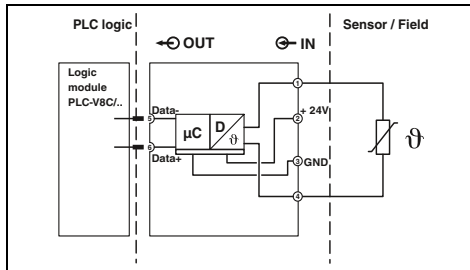 PLC logic
OUT
IN
Sensor / Field
Logic
module
PLC-V8C/..
1
Data-
5
+ 24V
2
µC
D
ϑ
ϑ
6
Data+
3
GND
4